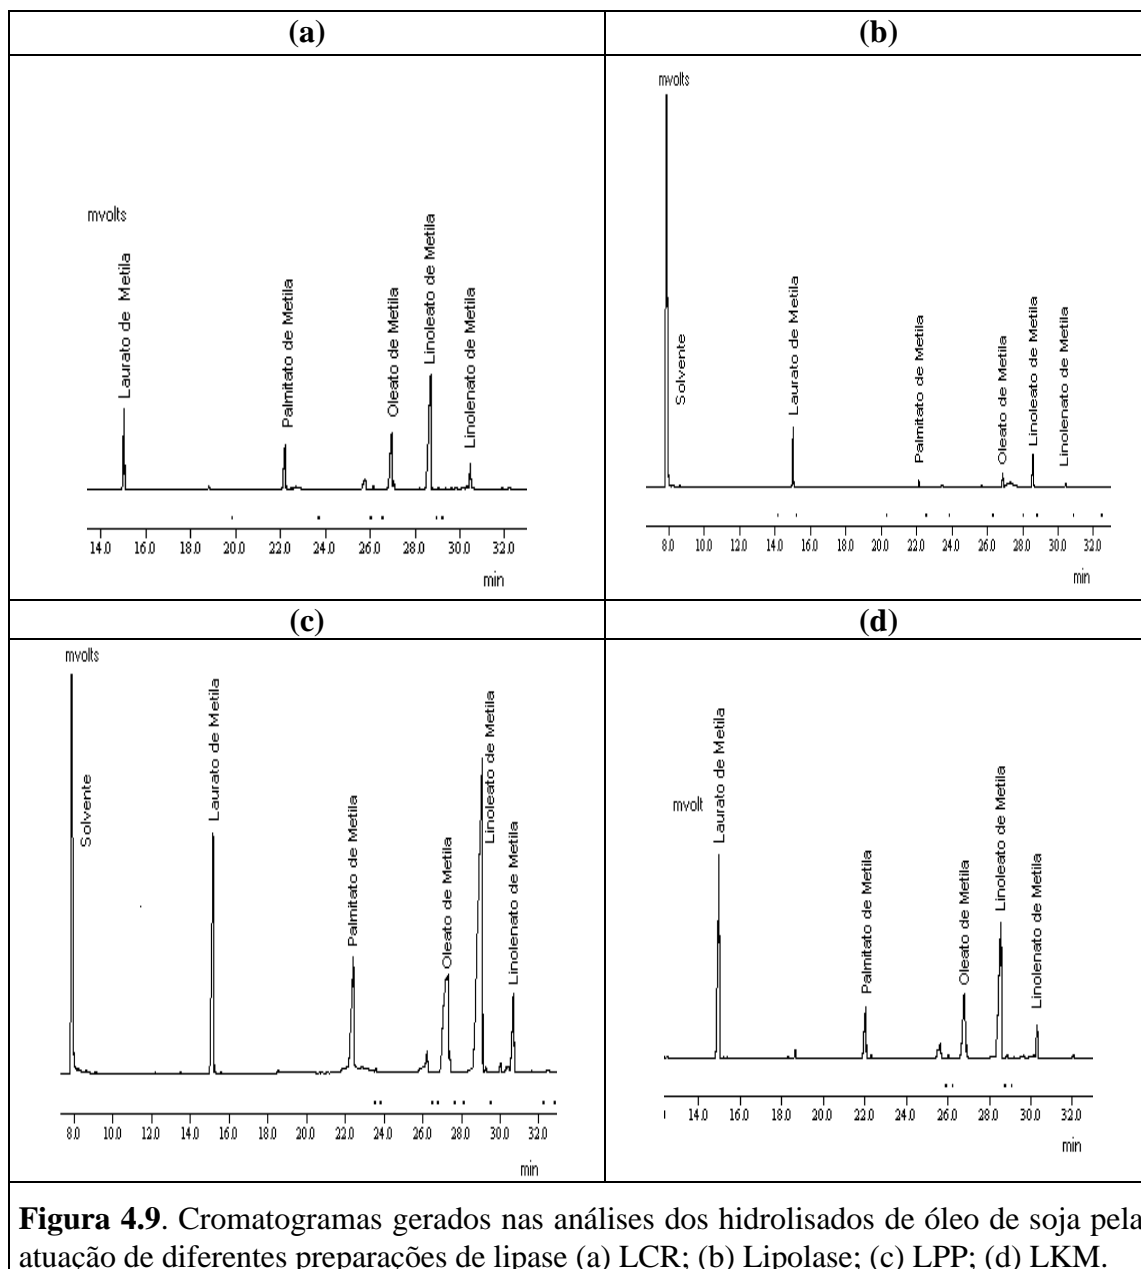 (a)
(b)
mvolts
Laurato de Metila
Palmitato de Metila
Oleato de Metila
Linoleato de Metila
Linolenato de Metila
14.0 16.0 20.0 22.0 24.0 26.0 28.0 30.0 32.0
min
mvolts
Solvente
Laurato de Metila
Palmitato de Metila
Oleato de Metila
Linoleato de Metila
Linolenato de Metila
8.0 10.0 12.0 14.0 16.0 18.0 20.0 22.0 24.0 26.0 28.0 30.0 32.0
min
(c)
(d)
mvolts
Solvente
Laurato de Metila
Palmitato de Metila
Oleato de Metila
Linoleato de Metila
Linolenato de Metila
8.0 10.0 12.0 14.0 16.0 18.0 20.0 22.0 24.0 26.0 28.0 30.0 32.0
min
mvolt
Laurato de Metila
Palmitato de Metila
Oleato de Metila
Linoleato de Metila
Linolenato de Metila
14.0 16.0 18.0 20.0 22.0 24.0 26.0 28.0 30.0 32.0
min
Figura 4.9. Cromatogramas gerados nas análises dos hidrolisados de óleo de soja pela
atuação de diferentes preparações de lipase (a) LCR; (b) Lipolase; (c) LPP; (d) LKM.